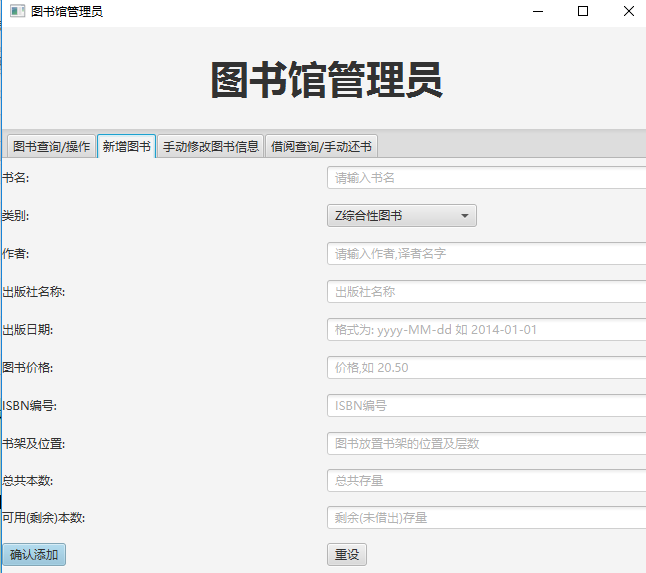 图书馆管理员
图书馆管理员
图书查询/操作 新增图书 手动修改图书信息 借阅查询/手动还书
书名: 请输入书名
类别: Z综合性图书
作者: 请输入作者,译者名字
出版社名称: 出版社名称
出版日期: 格式为: yyyy-MM-dd 如 2014-01-01
图书价格: 价格,如 20.50
ISBN编号: ISBN编号
书架及位置: 图书放置书架的位置及层数
总共本数: 总共存量
可用(剩余)本数: 剩余(未借出)存量
确认添加 重设